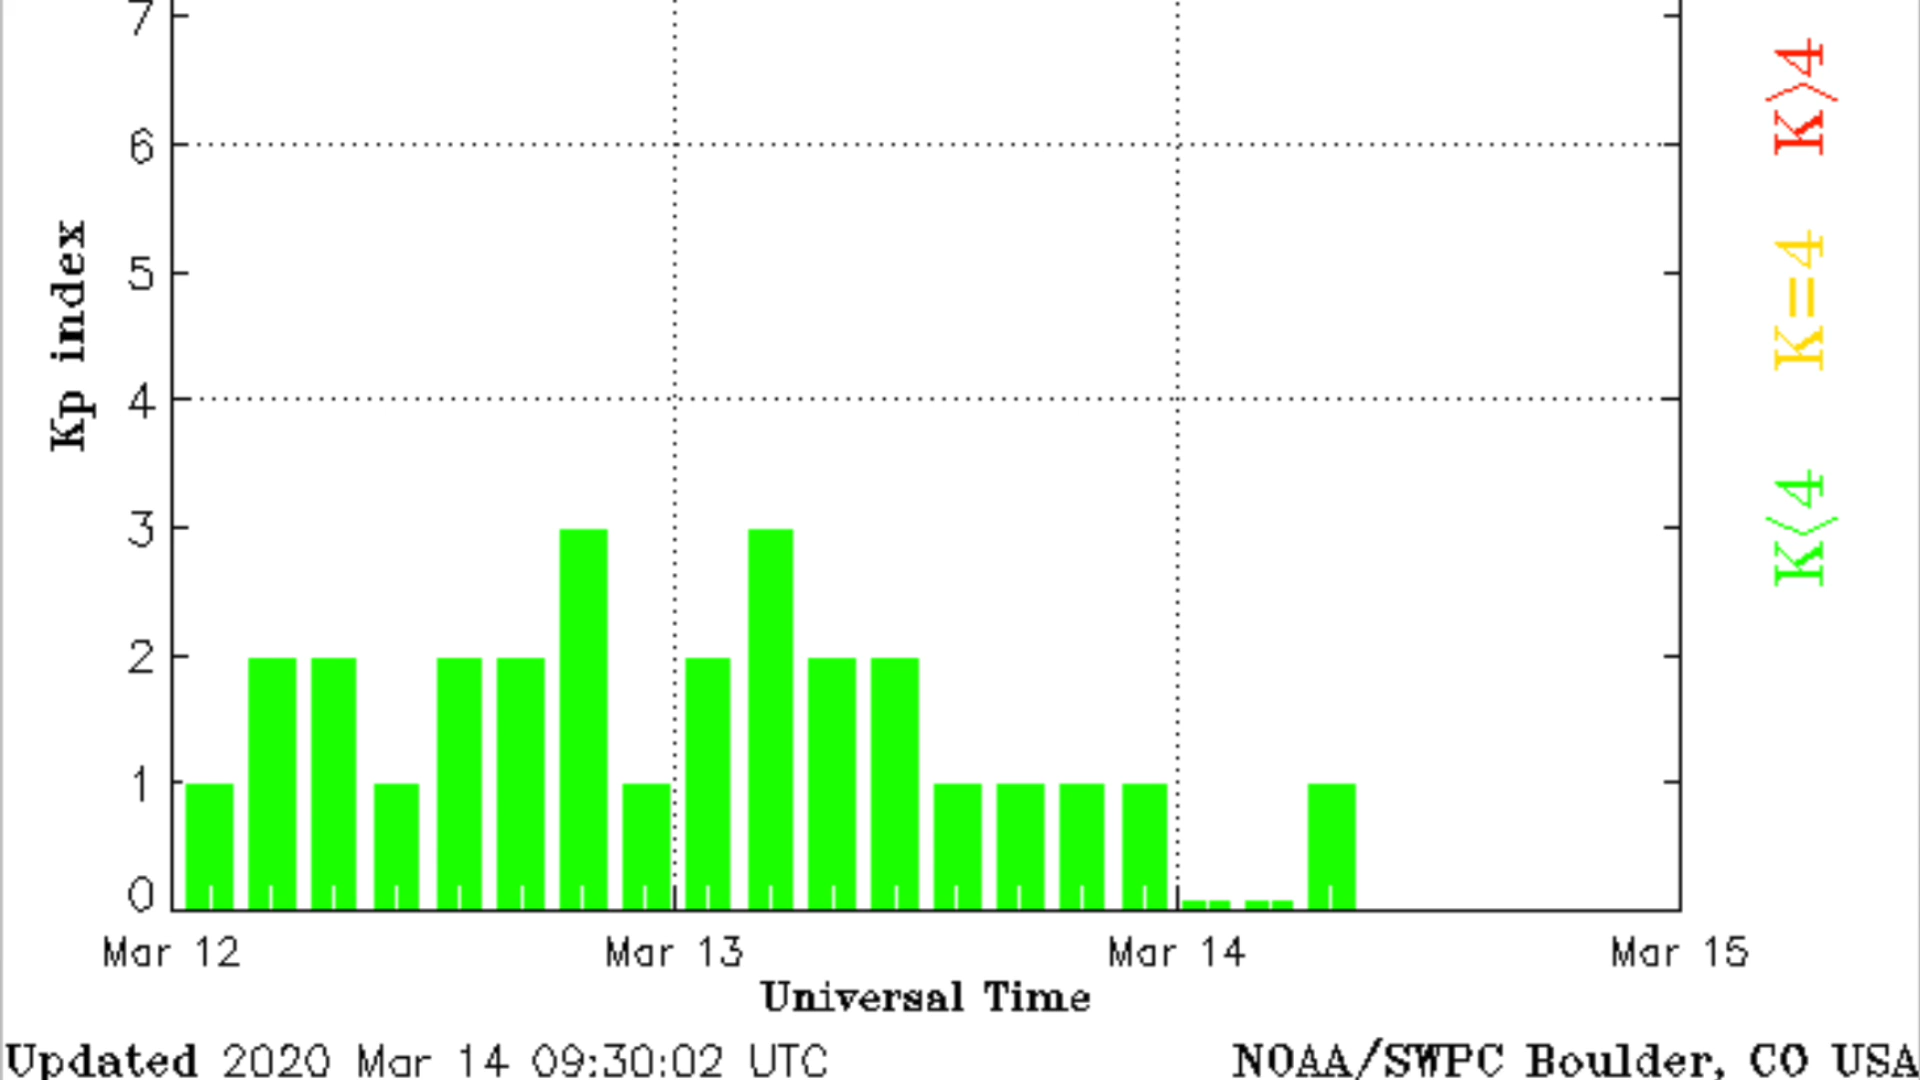 7
6
5
4
3
2
1
0
Kp index
K>4
K=4
K<4
Mar 12 Mar 13 Mar 14 Mar 15
Universal Time
Updated 2020 Mar 14 09:30:02 UTC
NOAA/SWPC Boulder, CO USA